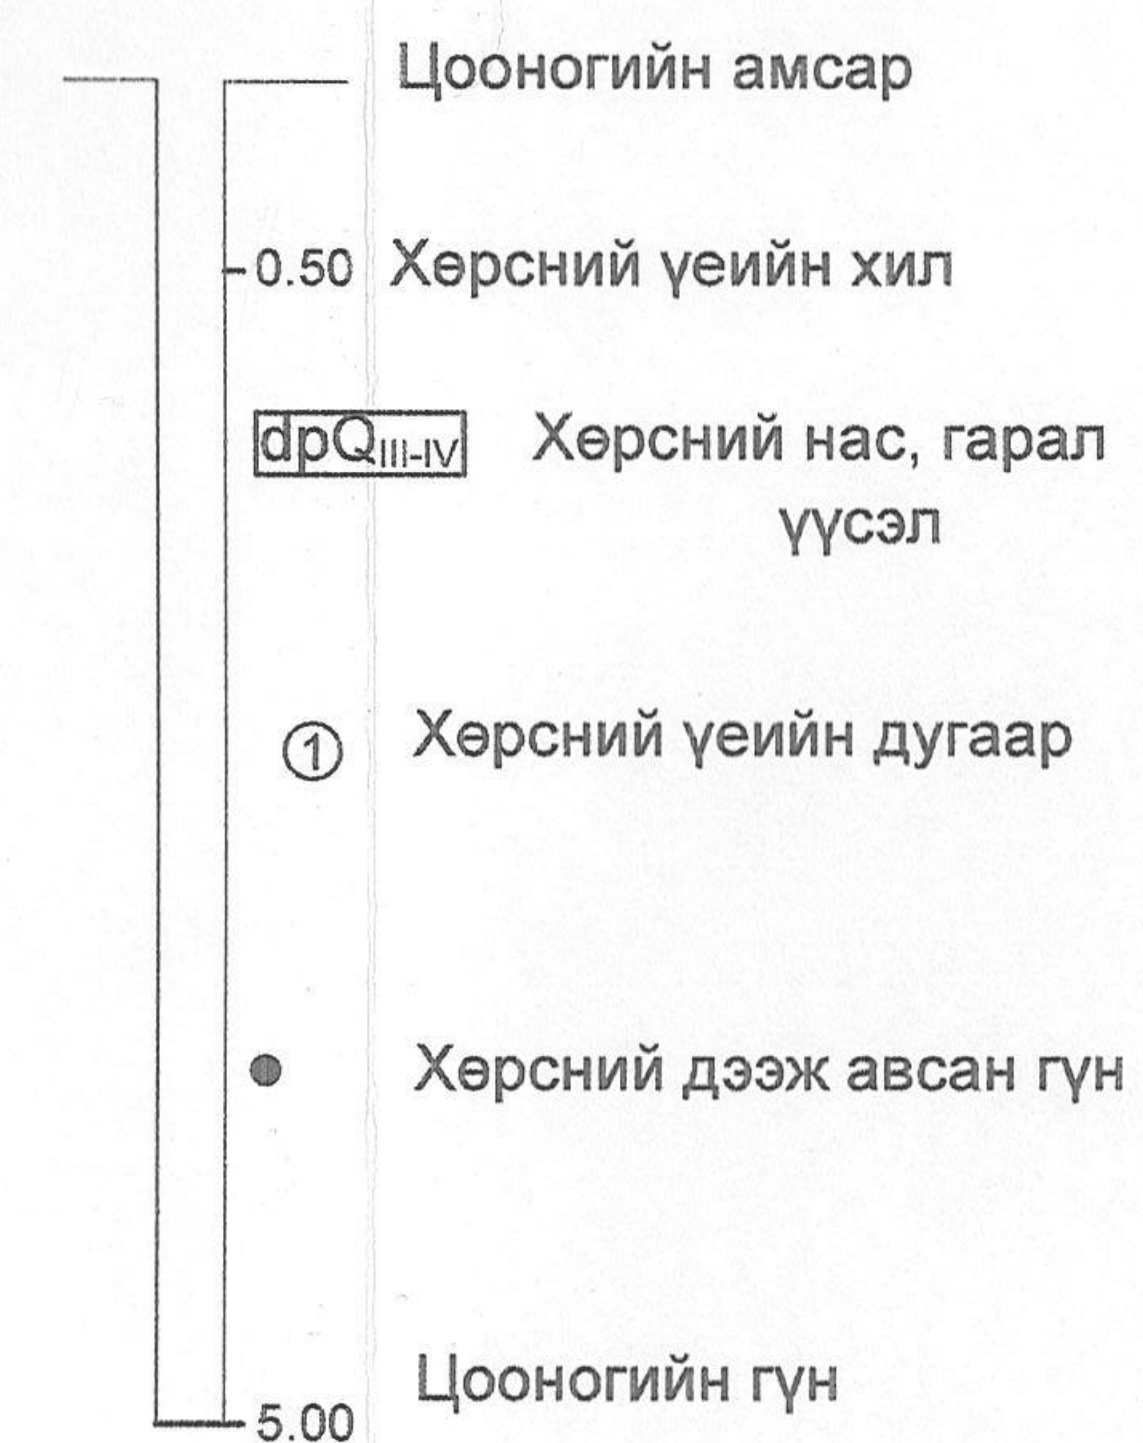 Цооногийн амсар
0.50 Хөрсний үеийн хил
dpQIII-IV Хөрсний нас, гарал
үүсэл
1 Хөрсний үеийн дугаар
Хөрсний дээж авсан гүн
Цооногийн гүн
5.00